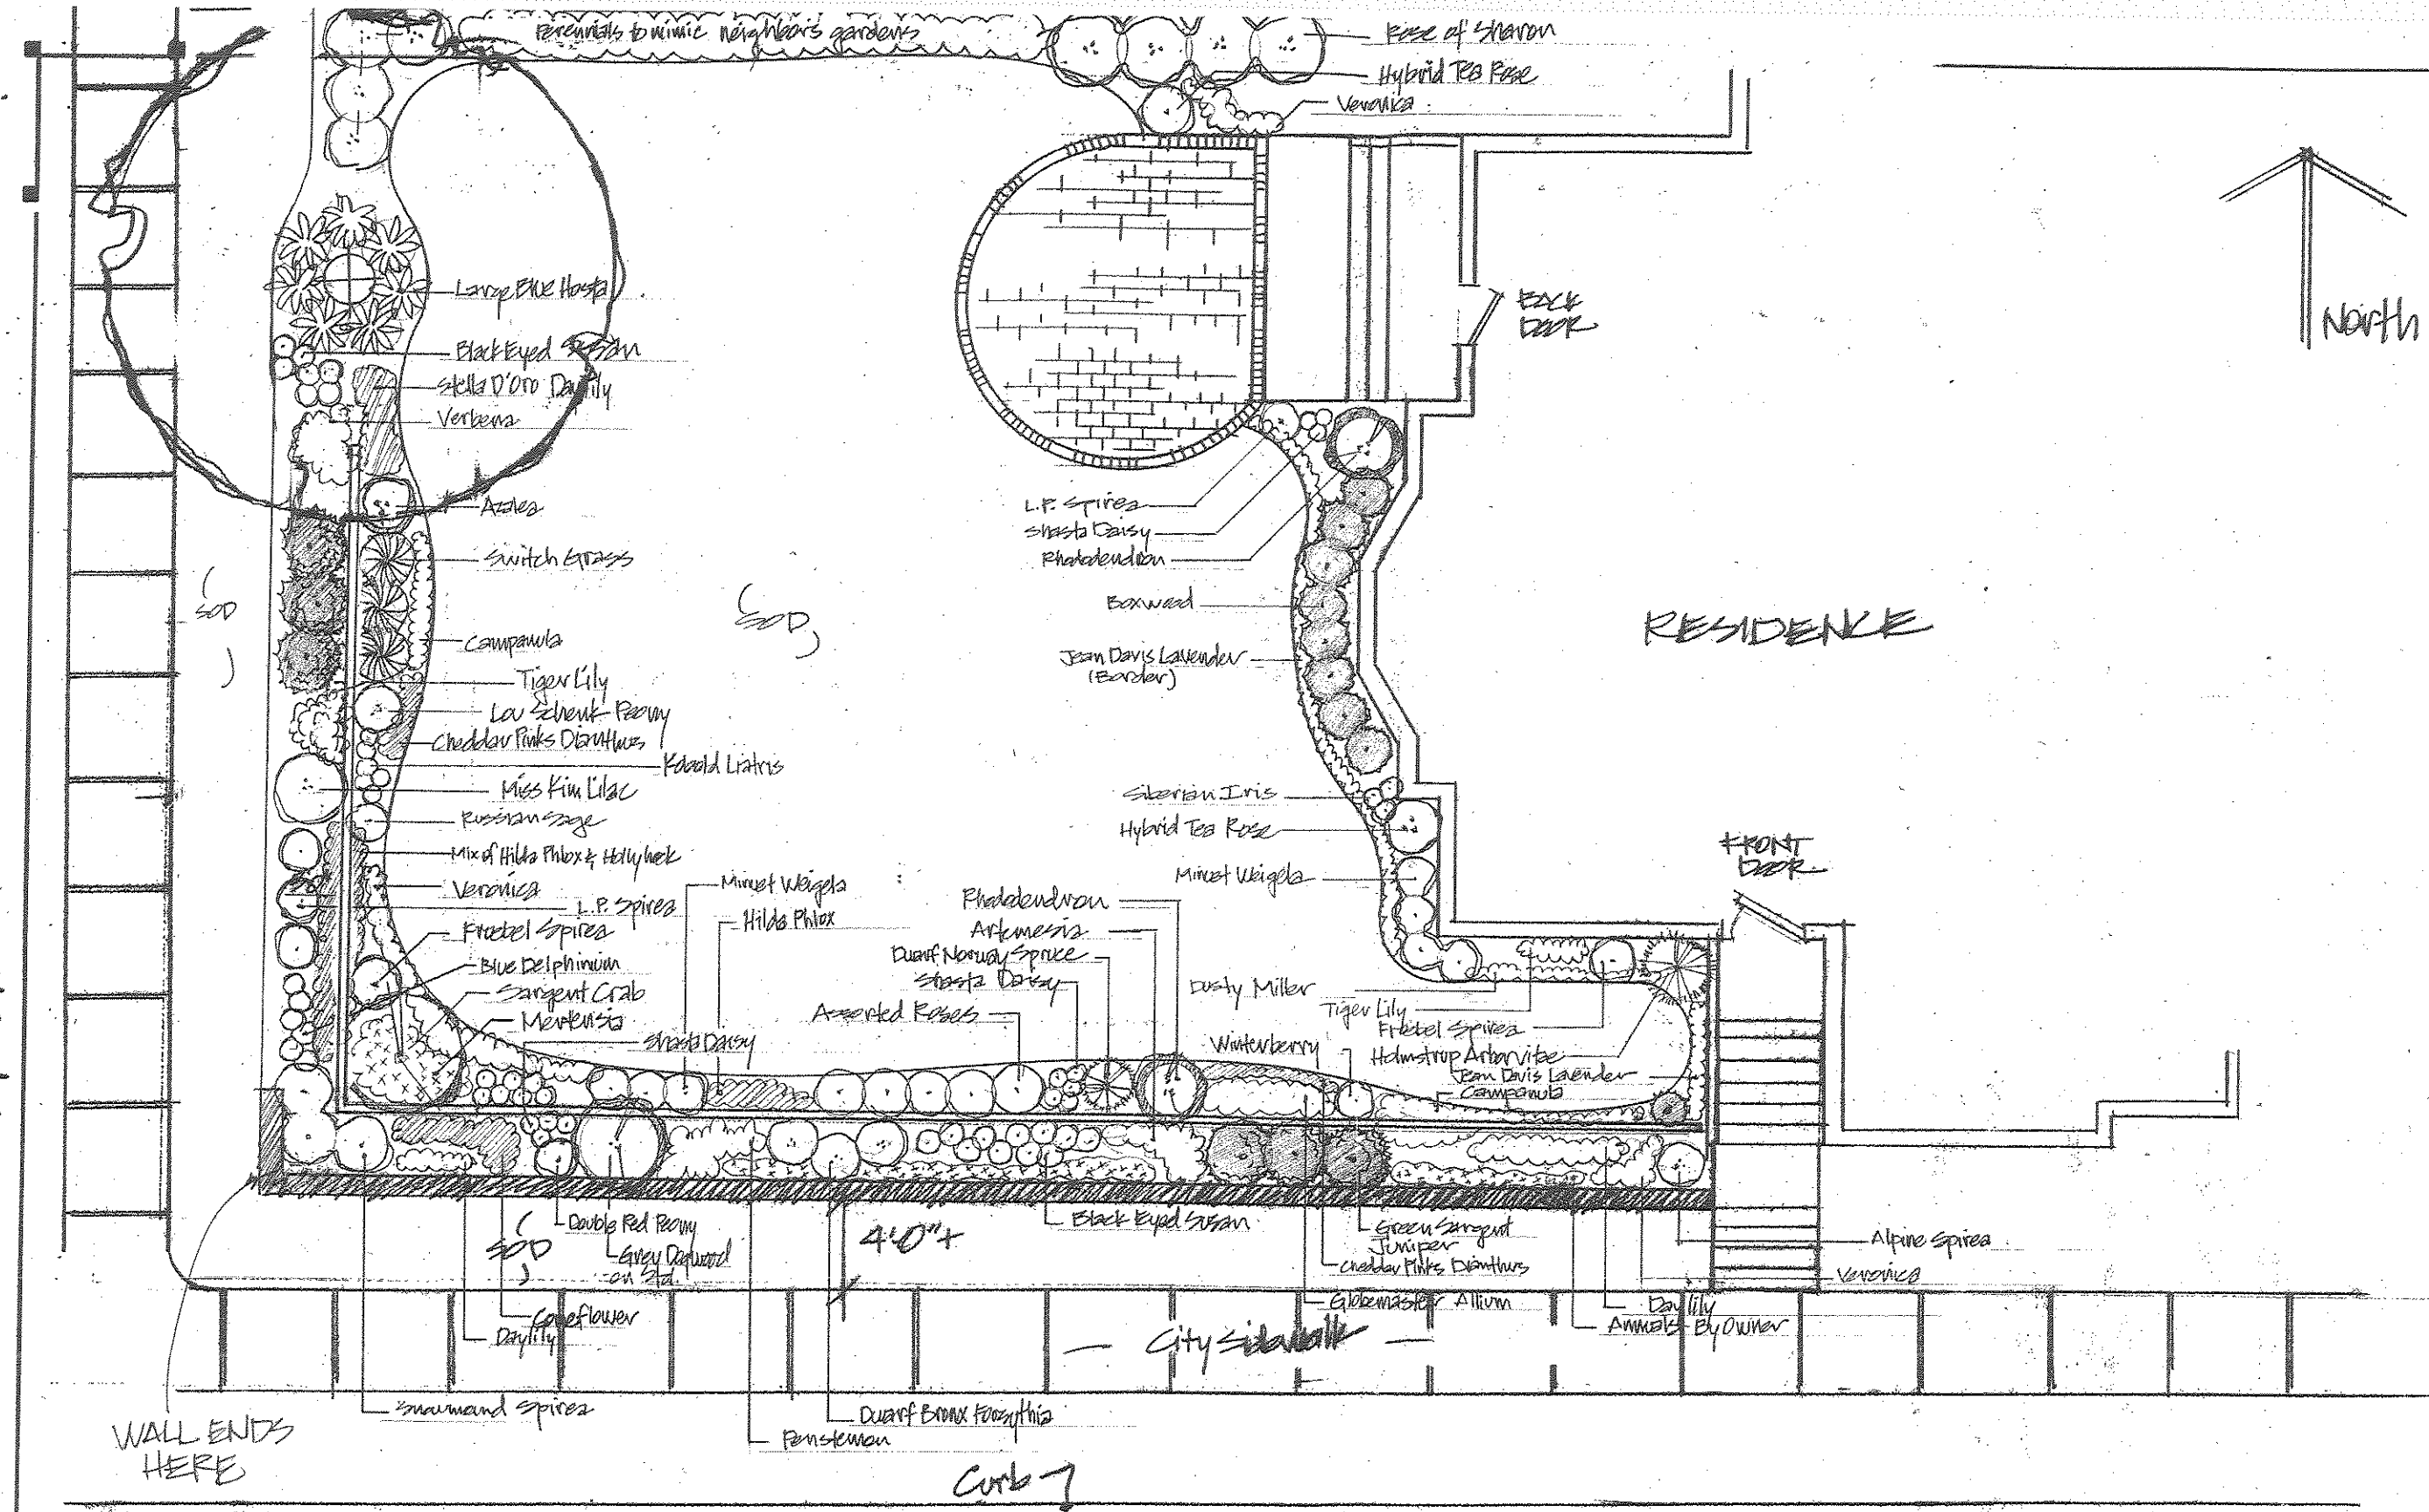 Perennials to mimic neighbors gardens
Rose of Sharon
Hybrid Tea Rose
Veronica
North
BACK
DOOR
Large Blue Hosta
Black Eyed Susan
Stella D'Oro Daylily
Verbena
Azalea
Switch Grass
Campanula
Tiger Lily
Lou Schenk Peony
Cheddar Pinks Dianthus
Kobold Liatris
Miss Kim Lilac
Russian Sage
Mix of Hilda Phlox & Hollyhock
Veronica
L.P. Spirea
Froebel Spirea
Blue Delphinium
Sargent Crab
Mertensia
Shasta Daisy
SOD
SOD
L.P. Spirea
Shasta Daisy
Rhododendron
Boxwood
Jean Davis Lavender
(Border)
RESIDENCE
Siberian Iris
Hybrid Tea Rose
Minuet Weigela
FRONT
DOOR
Minuet Weigela
Hilda Phlox
Rhododendron
Artemesia
Dwarf Norway Spruce
Shasta Daisy
Assorted Roses
Dusty Miller
Tiger Lily
Froebel Spirea
Winterberry
Holmstrup Arborvitae
Jean Davis Lavender
Campanula
Double Red Peony
SOD
Grey Dogwood
on Std.
4'0"+
Black Eyed Susan
Green Sargent
Juniper
Cheddar Pinks Dianthus
Globemaster Allium
Alpine Spirea
Veronica
Daylily
Annuals - By Owner
Coneflower
Daylily
City Sidewalk
Snowmound Spirea
Dwarf Bronx Forsythia
Penstemon
WALL ENDS
HERE
Curb